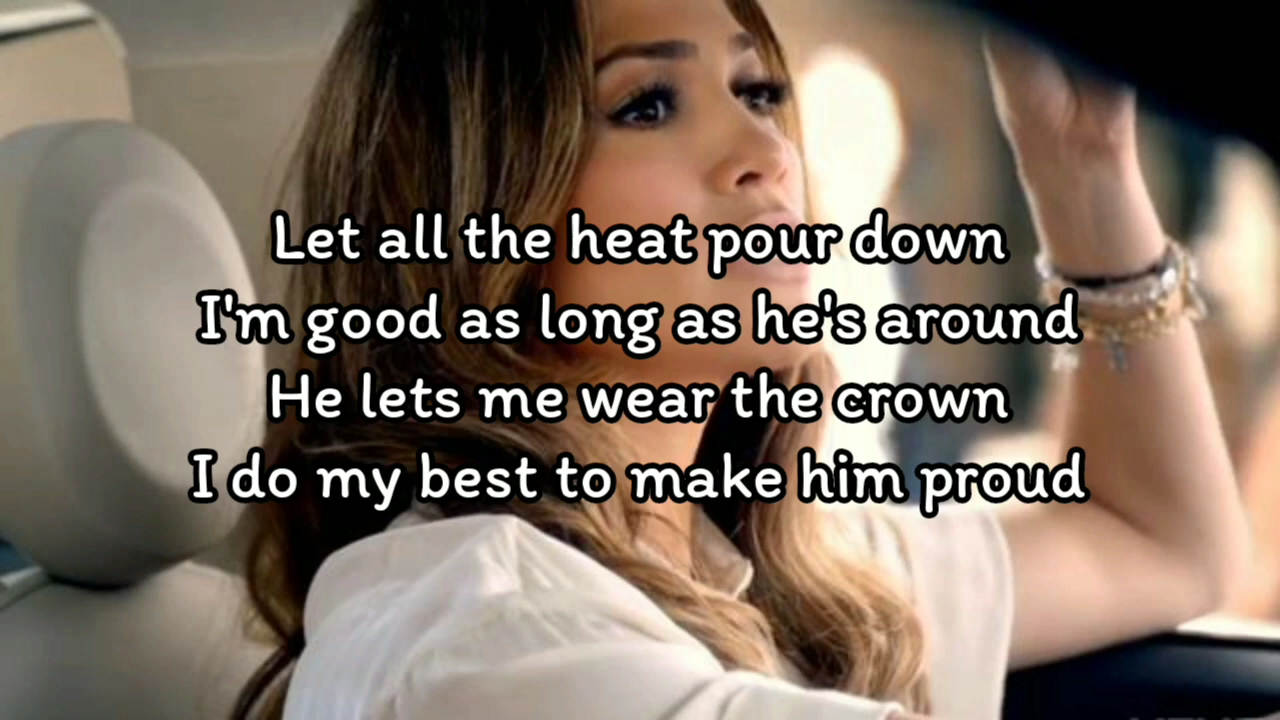 Let all the heat pour down
I'm good as long as he's around
He lets me wear the crown
I do my best to make him proud